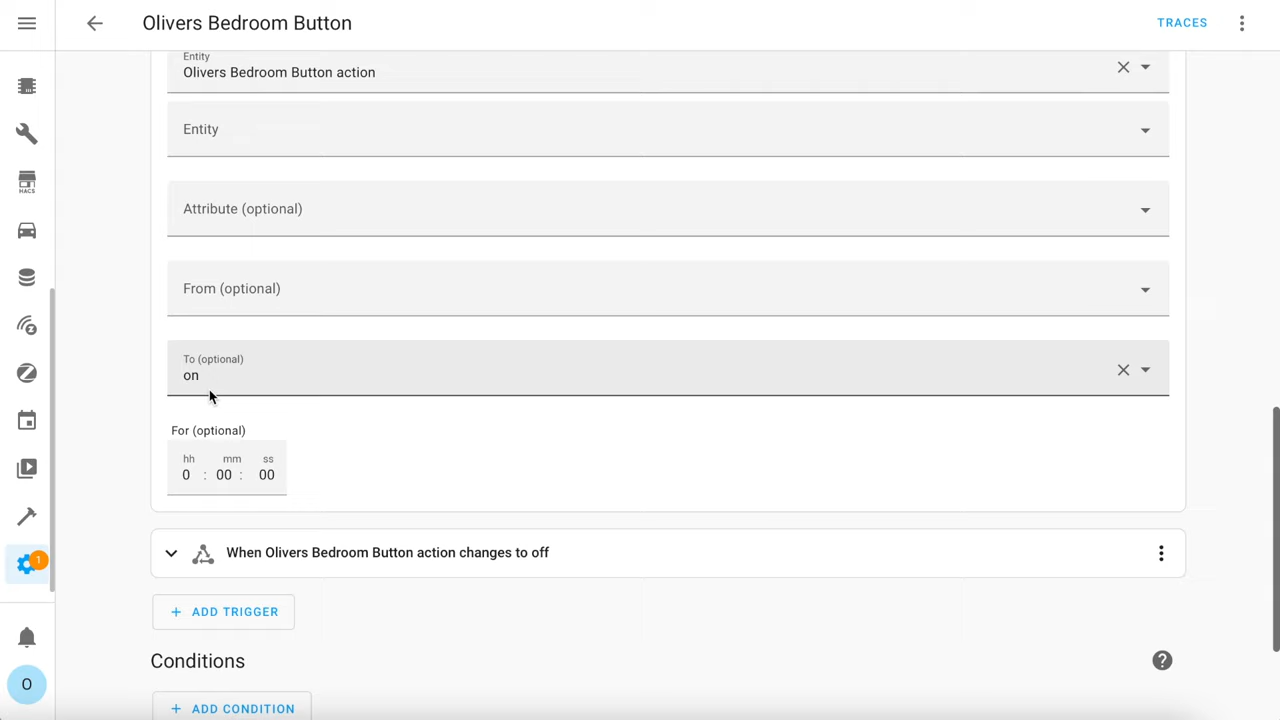 Olivers Bedroom Button
TRACES
Entity
Olivers Bedroom Button action
Entity
Attribute (optional)
From (optional)
To (optional)
on
For (optional)
hh mm ss
0 : 00 : 00
When Olivers Bedroom Button action changes to off
+ ADD TRIGGER
Conditions
+ ADD CONDITION
HACS
1
O